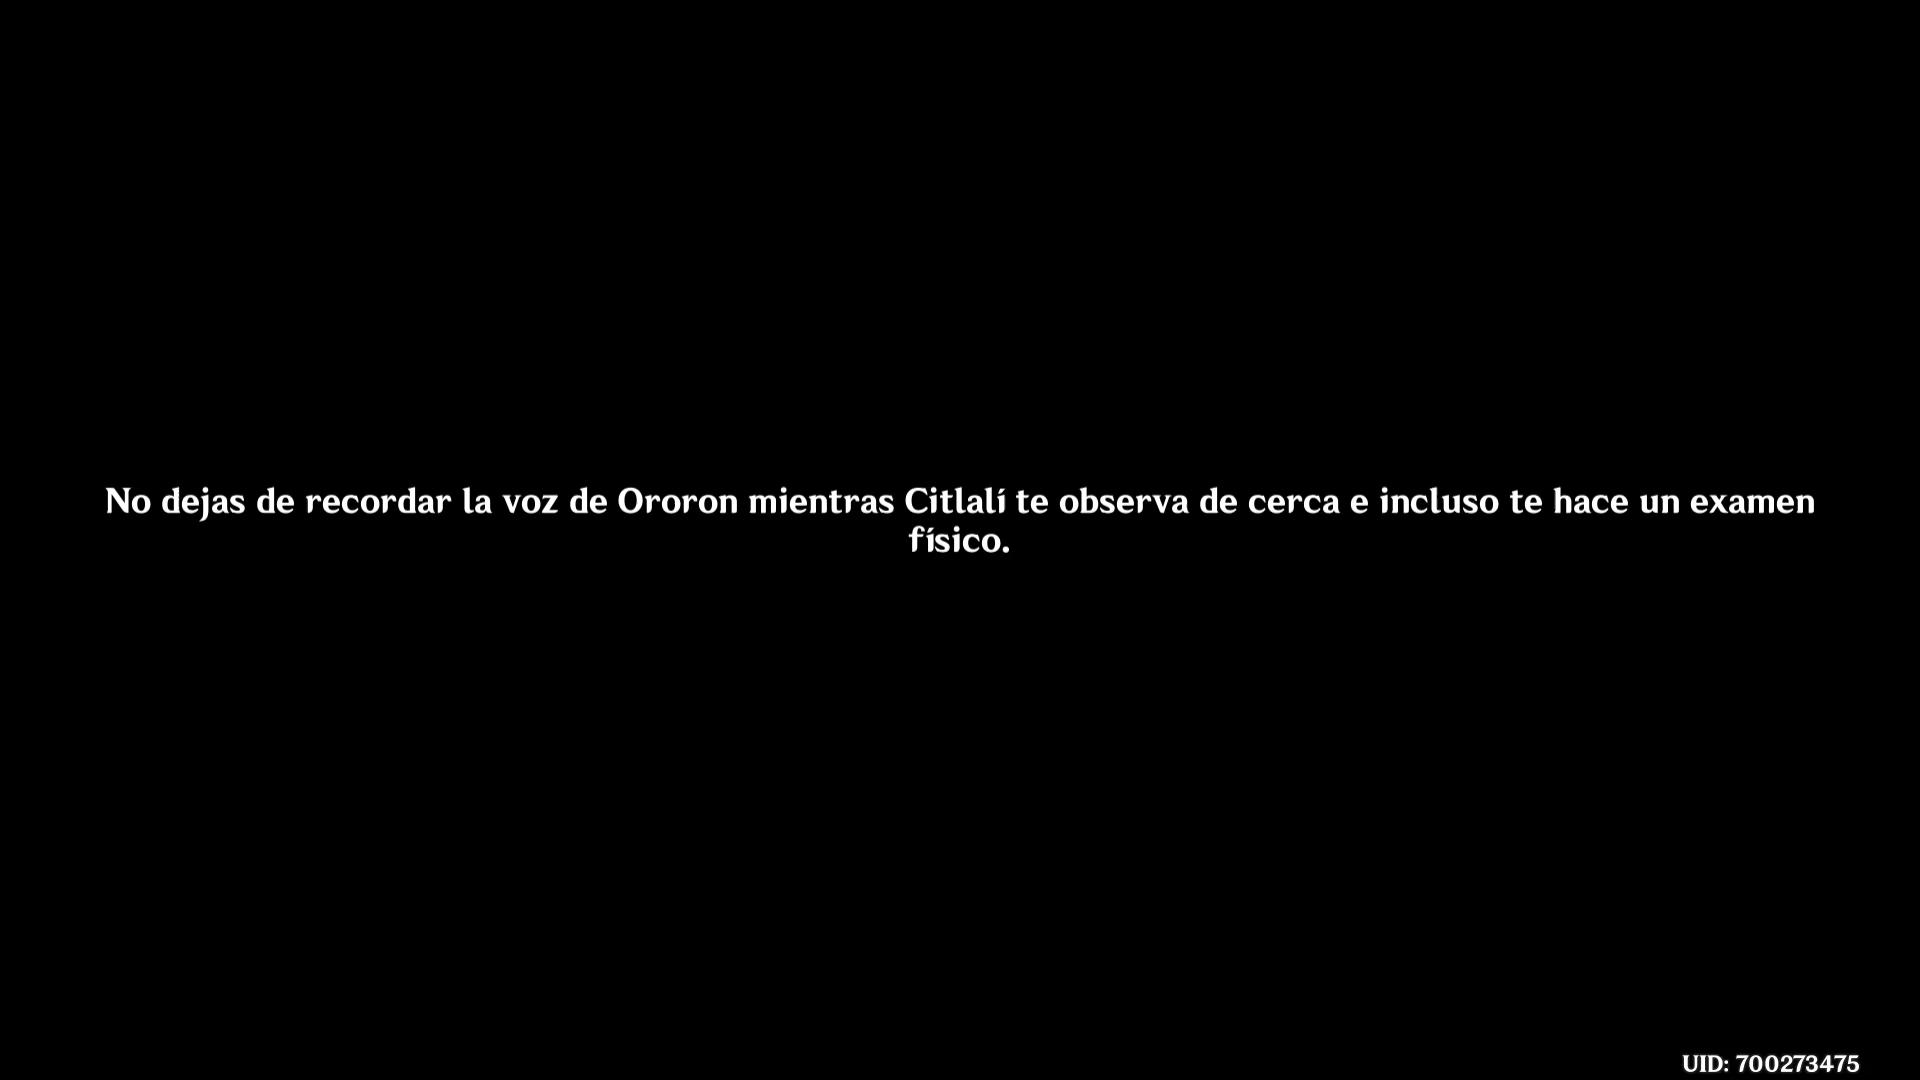 No dejas de recordar la voz de Ororon mientras Citlalí te observa de cerca e incluso te hace un examen
físico.
UID: 700273475